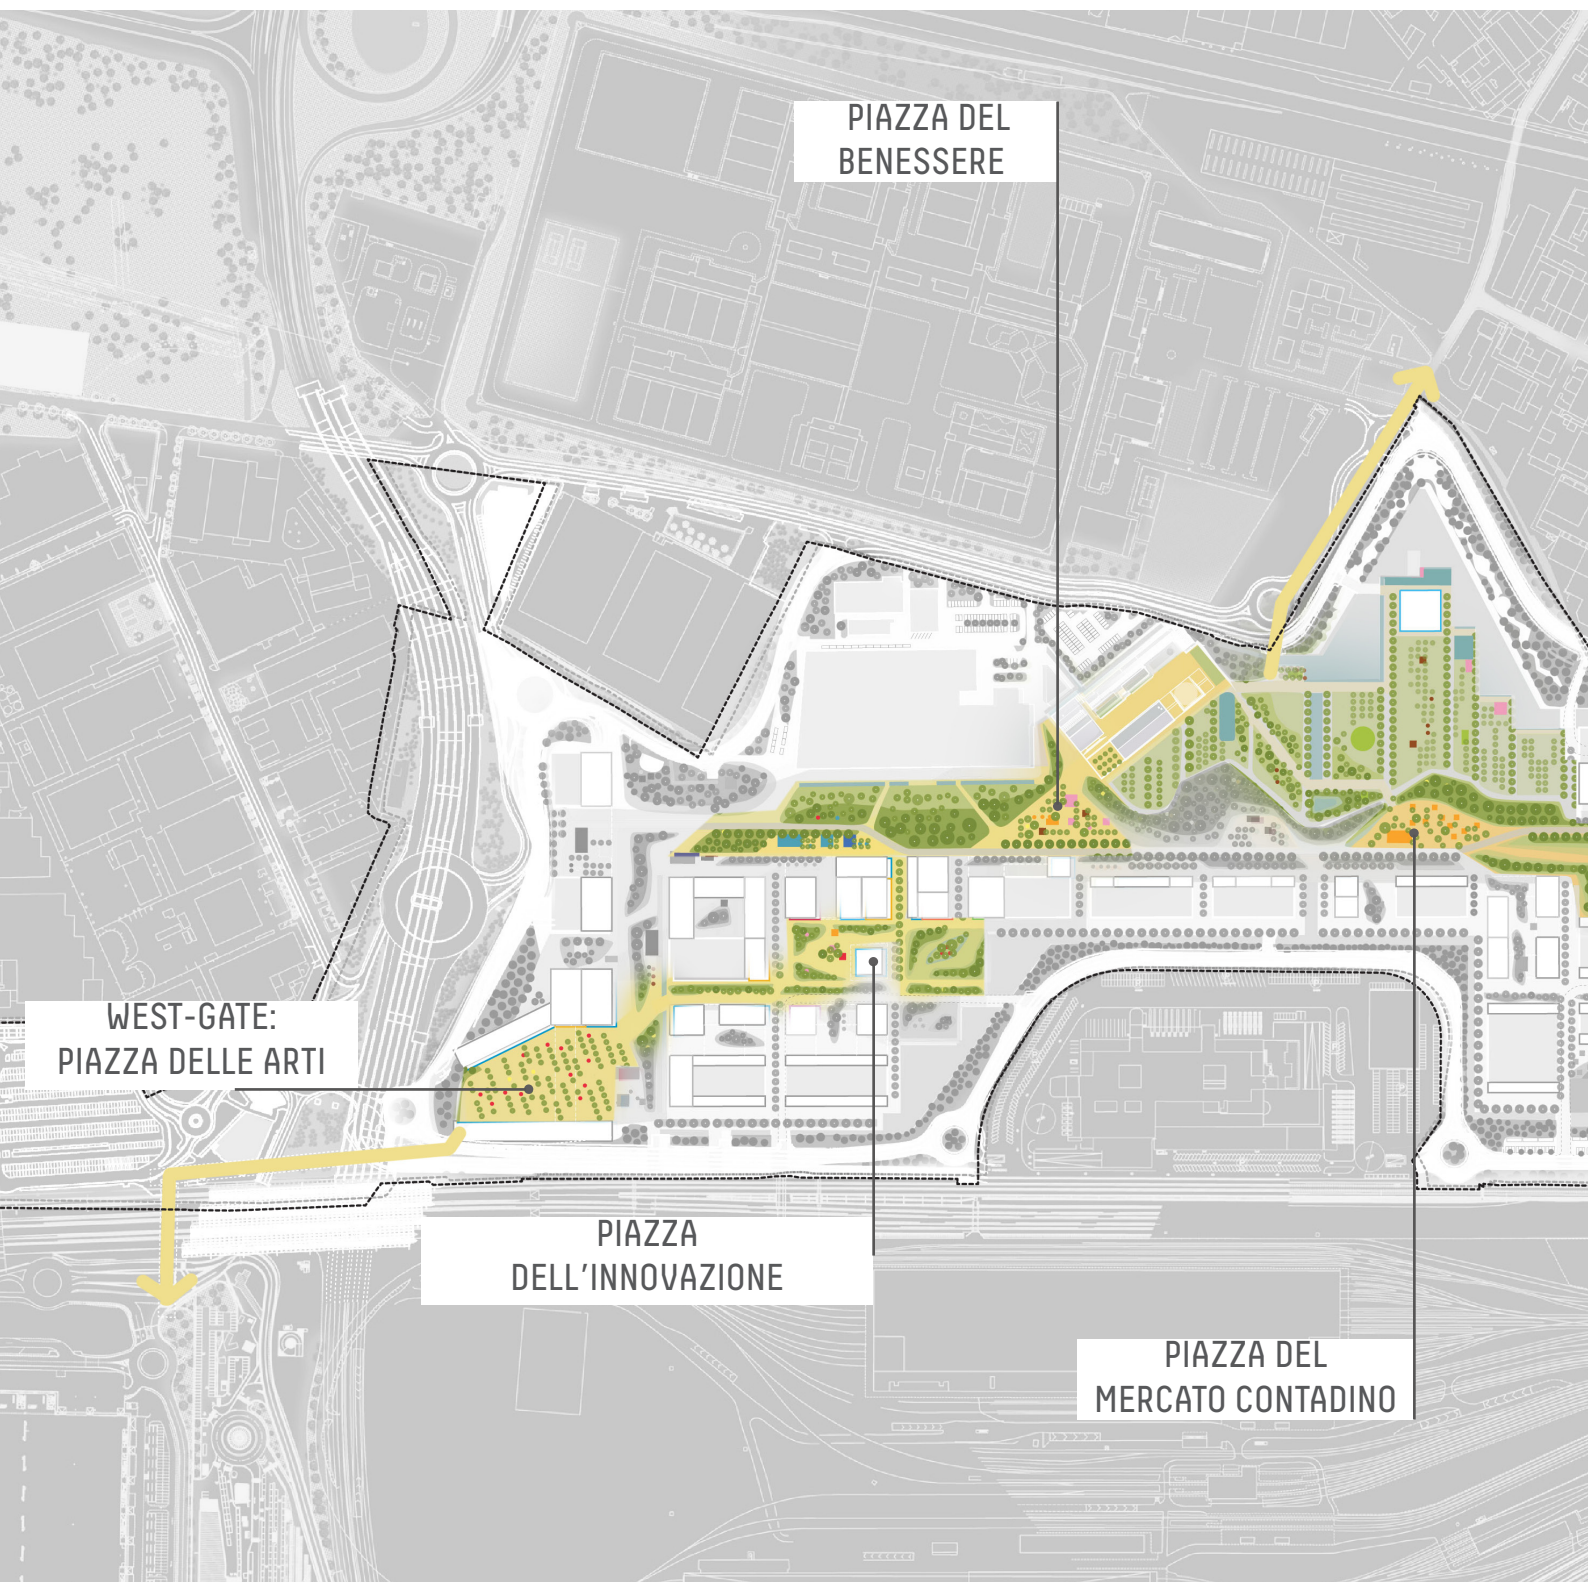 PIAZZA DEL
BENESSERE
WEST-GATE:
PIAZZA DELLE ARTI
PIAZZA
DELL'INNOVAZIONE
PIAZZA DEL
MERCATO CONTADINO